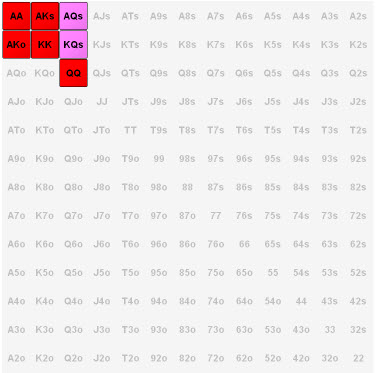 AA AKs AQs AJs ATs A9s A8s A7s A6s A5s A4s A3s A2s
AKo KK KQs KJs KTs K9s K8s K7s K6s K5s K4s K3s K2s
AQo KQo QQ QJs QTs Q9s Q8s Q7s Q6s Q5s Q4s Q3s Q2s
AJo KJo QJo JJ JTs J9s J8s J7s J6s J5s J4s J3s J2s
ATo KTo QTo JTo TT T9s T8s T7s T6s T5s T4s T3s T2s
A9o K9o Q9o J9o T9o 99 98s 97s 96s 95s 94s 93s 92s
A8o K8o Q8o J8o T8o 98o 88 87s 86s 85s 84s 83s 82s
A7o K7o Q7o J7o T7o 97o 87o 77 76s 75s 74s 73s 72s
A6o K6o Q6o J6o T6o 96o 86o 76o 66 65s 64s 63s 62s
A5o K5o Q5o J5o T5o 95o 85o 75o 65o 55 54s 53s 52s
A4o K4o Q4o J4o T4o 94o 84o 74o 64o 54o 44 43s 42s
A3o K3o Q3o J3o T3o 93o 83o 73o 63o 53o 43o 33 32s
A2o K2o Q2o J2o T2o 92o 82o 72o 62o 52o 42o 32o 22